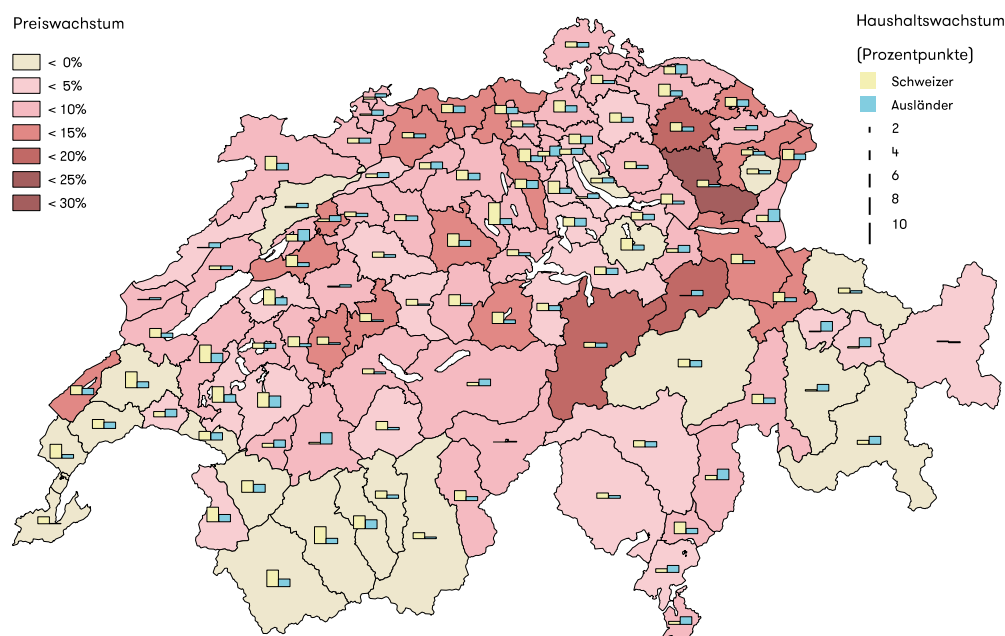 Preiswachstum
< 0%
< 5%
< 10%
< 15%
< 20%
< 25%
< 30%
Haushaltswachstum
(Prozentpunkte)
Schweizer
Ausländer
2
4
6
8
10